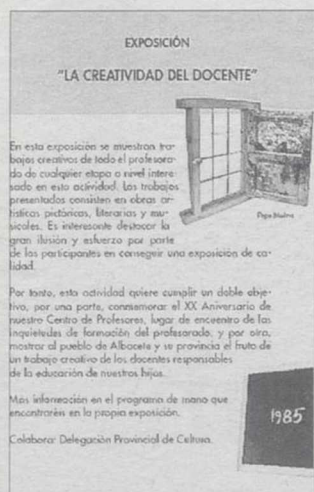 EXPOSICIÓN
"LA CREATIVIDAD DEL DOCENTE"
En esta exposición se muestran tra-
bajos creativos de todo el profesora-
do de cualquier etapa o nivel intere-
sado en esta actividad. Los trabajos
presentados consisten en obras ar-
tísticas pictóricas, literarias y mu-
sicales. Es interesante destacar la
gran ilusión y esfuerzo por parte
de los participantes en conseguir una exposición de ca-
lidad.
Por tanto, esta actividad quiere cumplir un doble obje-
tivo, por una parte, conmemorar el XX Aniversario de
nuestro Centro de Profesores, lugar de encuentro de las
inquietudes de formación del profesorado, y por otra,
mostrar al pueblo de Albacete y su provincia el fruto de
un trabajo creativo de los docentes responsables
de la educación de nuestros hijos.
Más información en el programa de mano que
encontrarén en la propia exposición.
Colabora: Delegación Provincial de Cultura.
1985